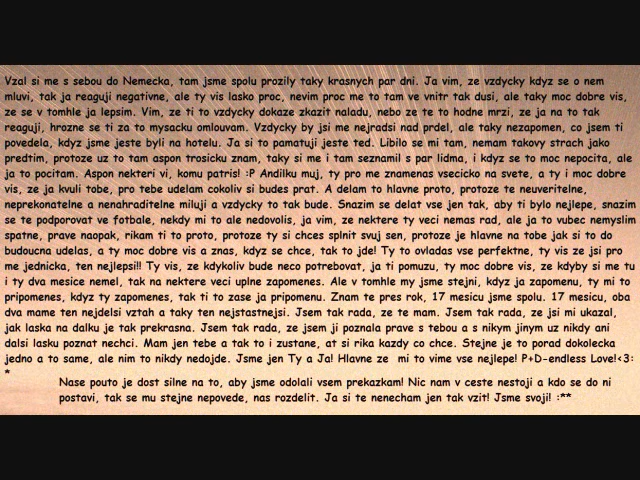 Vzal si me s sebou do Nemecka, tam jsme spolu prozily taky krasnych par dni. Ja vim, ze vzdycky kdyz se o nem
mluvi, tak ja reaguji negativne, ale ty vis lasko proc, nevim proc me to tam ve vnitr tak dusi, ale taky moc dobre vis,
ze se v tomhle ja lepsim. Vim, ze ti to vzdycky dokaze zkazit naladu, nebo ze te to hodne mrzi, ze ja na to tak
reaguji, hrozne se ti za to mysacku omlouvam. Vzdycky by jsi me nejradsi nad prdel, ale taky nezapomen, co jsem ti
povedela, kdyz jsme jeste byli na hotelu. Ja si to pamatuji jeste ted. Libilo se mi tam, nemam takovy strach jako
predtim, protoze uz to tam aspon trosicku znam, taky si me i tam seznamil s par lidma, i kdyz se to moc nepocita, ale
ja to pocitam. Aspon nekteri vi, komu patris! :P Andilku muj, ty pro me znamenas vsecicko na svete, a ty i moc dobre
vis, ze ja kvuli tobe, pro tebe udelam cokoliv si budes prat. A delam to hlavne proto, protoze te neuveritelne,
neprekonatelne a nenahraditelne miluji a vzdycky to tak bude. Snazim se delat vse jen tak, aby ti bylo nejlepe, snazim
se te podporovat ve fotbale, nekdy mi to ale nedovolis, ja vim, ze nektere ty veci nemas rad, ale ja to vubec nemyslim
spatne, prave naopak, rikam ti to proto, protoze ty si chces splnit svuj sen, protoze je hlavne na tobe jak si to do
budoucna udelas, a ty moc dobre vis a znas, kdyz se chce, tak to jde! Ty to ovladas vse perfektne, ty vis ze jsi pro
me jednicka, ten nejlepsi!! Ty vis, ze kdykoliv bude neco potrebovat, ja ti pomuzu, ty moc dobre vis, ze kdyby si me tu
i ty dva mesice nemel, tak na nektere veci uplne zapomenes. Ale v tomhle my jsme stejni, kdyz ja zapomenu, ty mi to
pripomenes, kdyz ty zapomenes, tak ti to zase ja pripomenu. Znam te pres rok, 17 mesicu jsme spolu. 17 mesicu, oba
dva mame ten nejdelsi vztah a taky ten nejstastnejsi. Jsem tak rada, ze te mam. Jsem tak rada, ze jsi mi ukazal,
jak laska na dalku je tak prekrasna. Jsem tak rada, ze jsem ji poznala prave s tebou a s nikym jinym uz nikdy ani
dalsi lasku poznat nechci. Mam jen tebe a tak to i zustane, at si rika kazdy co chce. Stejne je to porad dokolecka
jedno a to same, ale nim to nikdy nedojde. Jsme jen Ty a Ja! Hlavne ze mi to vime vse nejlepe! P+D-endless Love!<3:
*
Nase pouto je dost silne na to, aby jsme odolali vsem prekazkam! Nic nam v ceste nestoji a kdo se do ni
postavi, tak se mu stejne nepovede, nas rozdelit. Ja si te nenecham jen tak vzit! Jsme svoji! :**